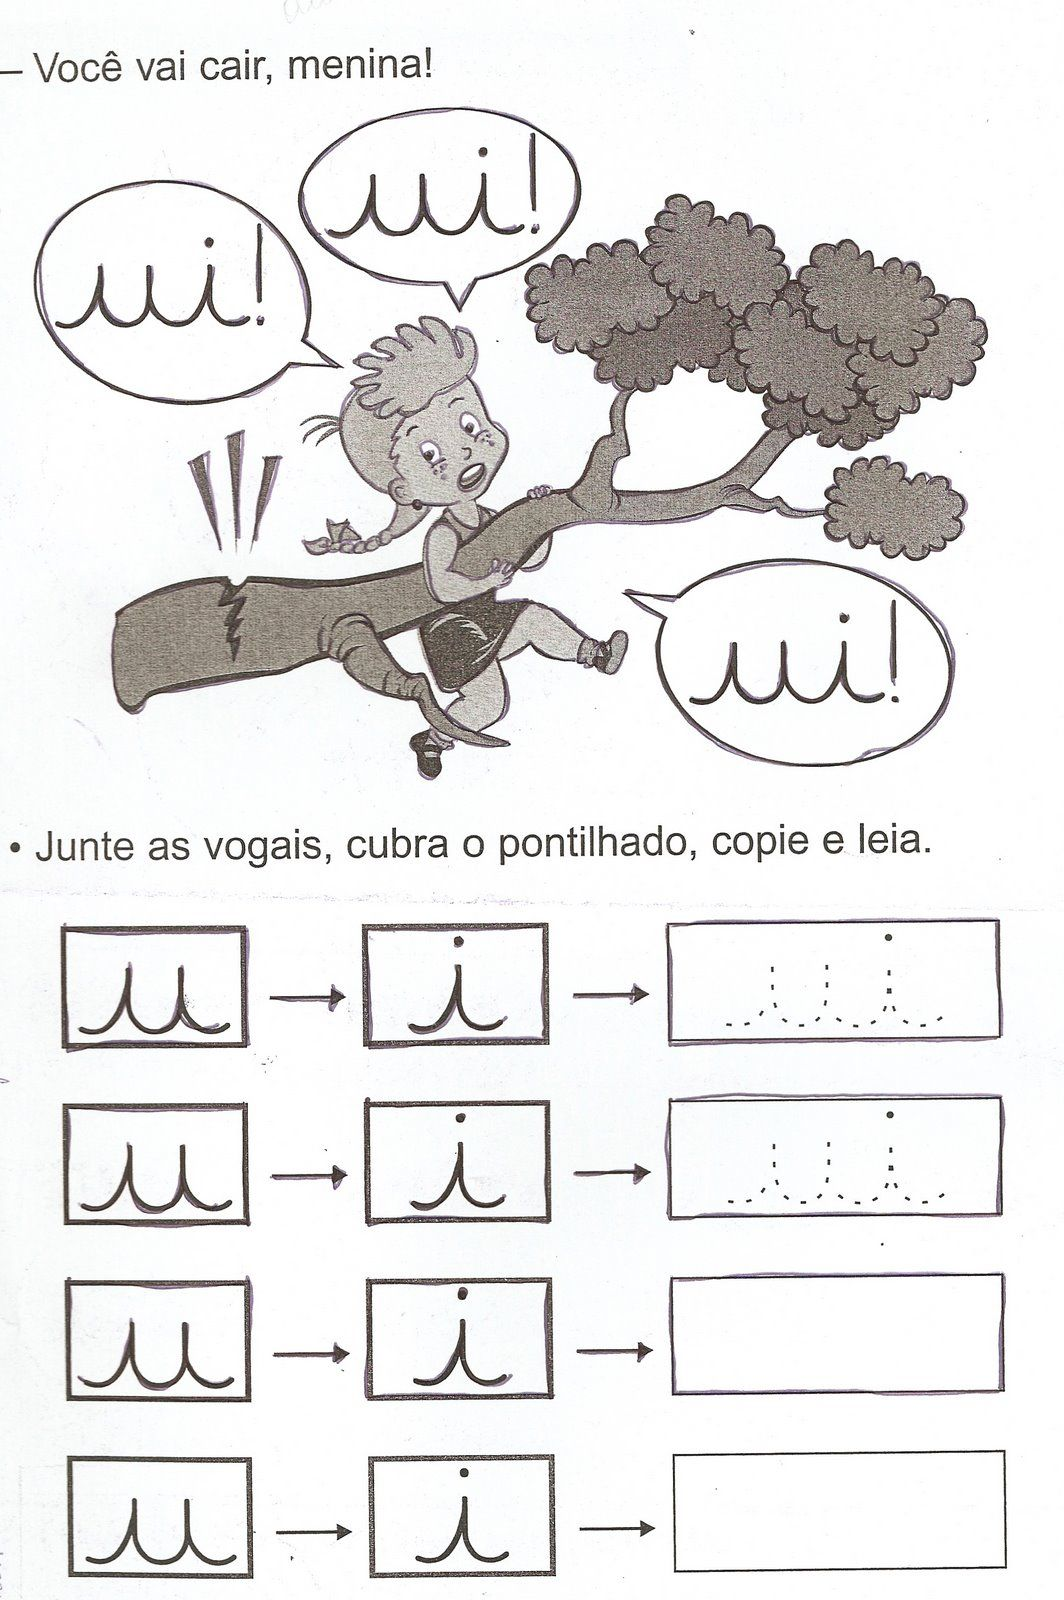 – Você vai cair, menina!
ui!
ui!
ui!
• Junte as vogais, cubra o pontilhado, copie e leia.
u → i → ui
u → i → ui
u → i →
u → i →